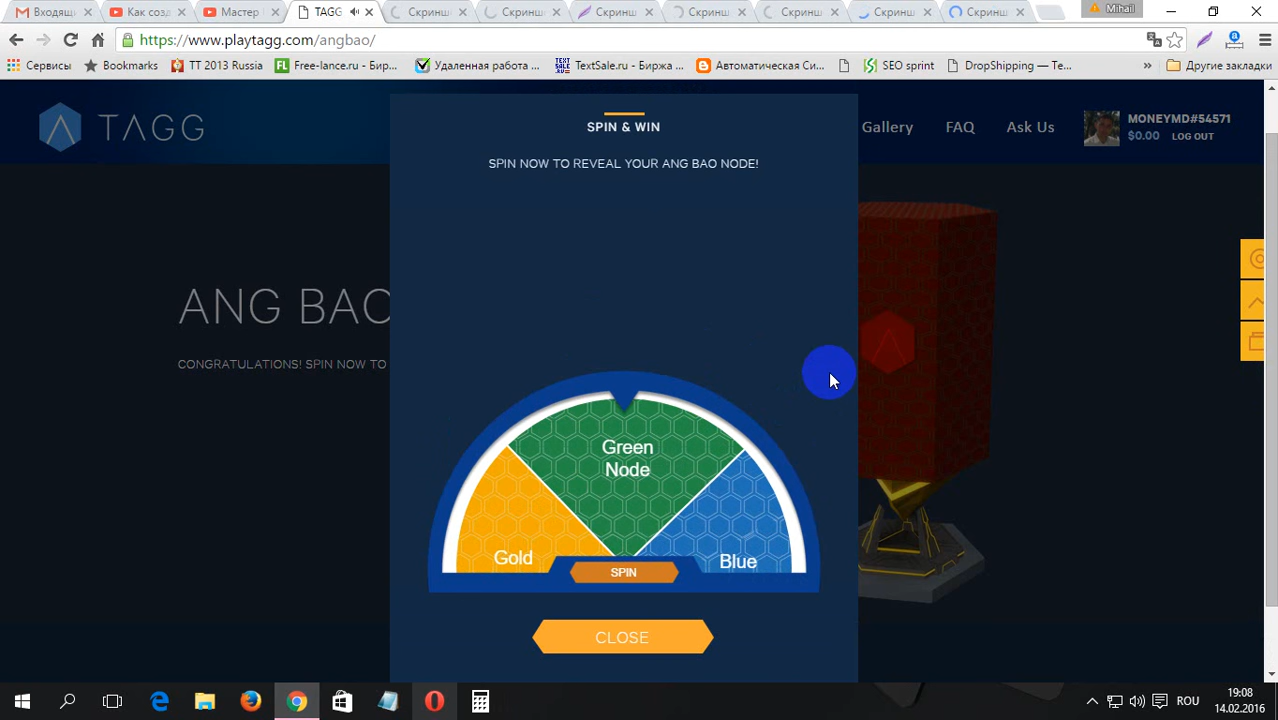 Входящ
Как созд
Мастер
TAGG
Скринш
Скринш
Скринш
Скринш
Скринш
Скринш
Скринш
Mihail
https://www.playtagg.com/angbao/
Сервисы
Bookmarks
TT 2013 Russia
Free-lance.ru - Бир...
Удаленная работа ...
TextSale.ru - Биржа ...
Автоматическая Си...
SEO sprint
DropShipping — Te...
»
Другие закладки
TAGG
Gallery
FAQ
Ask Us
MONEYMD#54571
$0.00 LOG OUT
SPIN & WIN
SPIN NOW TO REVEAL YOUR ANG BAO NODE!
ANG BAO
CONGRATULATIONS! SPIN NOW TO
Green
Node
Gold
Blue
SPIN
CLOSE
ROU
19:08
14.02.2016